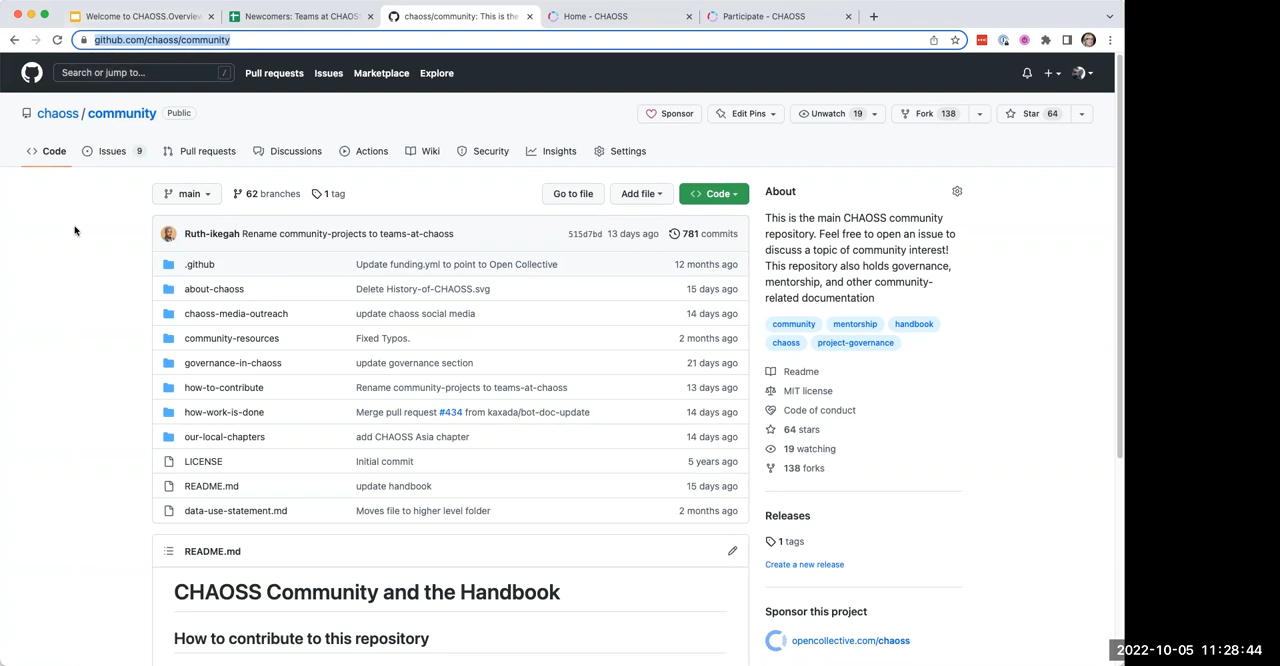 Welcome to CHAOSS.Overview
Newcomers: Teams at CHAOSS
chaoss/community: This is the
Home - CHAOSS
Participate - CHAOSS
github.com/chaoss/community
Search or jump to... /
Pull requests Issues Marketplace Explore
chaoss / community Public
Sponsor Edit Pins Unwatch 19 Fork 138 Star 64
Code Issues 9 Pull requests Discussions Actions Wiki Security Insights Settings
main 62 branches 1 tag Go to file Add file Code
Ruth-ikegah Rename community-projects to teams-at-chaoss 515d7bd 13 days ago 781 commits
.github Update funding.yml to point to Open Collective 12 months ago
about-chaoss Delete History-of-CHAOSS.svg 15 days ago
chaoss-media-outreach update chaoss social media 14 days ago
community-resources Fixed Typos. 2 months ago
governance-in-chaoss update governance section 21 days ago
how-to-contribute Rename community-projects to teams-at-chaoss 13 days ago
how-work-is-done Merge pull request #434 from kaxada/bot-doc-update 14 days ago
our-local-chapters add CHAOSS Asia chapter 14 days ago
LICENSE Initial commit 5 years ago
README.md update handbook 15 days ago
data-use-statement.md Moves file to higher level folder 2 months ago
README.md
CHAOSS Community and the Handbook
How to contribute to this repository
About
This is the main CHAOSS community
repository. Feel free to open an issue to
discuss a topic of community interest!
This repository also holds governance,
mentorship, and other community-
related documentation
community mentorship handbook
chaoss project-governance
Readme
MIT license
Code of conduct
64 stars
19 watching
138 forks
Releases
1 tags
Create a new release
Sponsor this project
opencollective.com/chaoss
2022-10-05 11:28:44